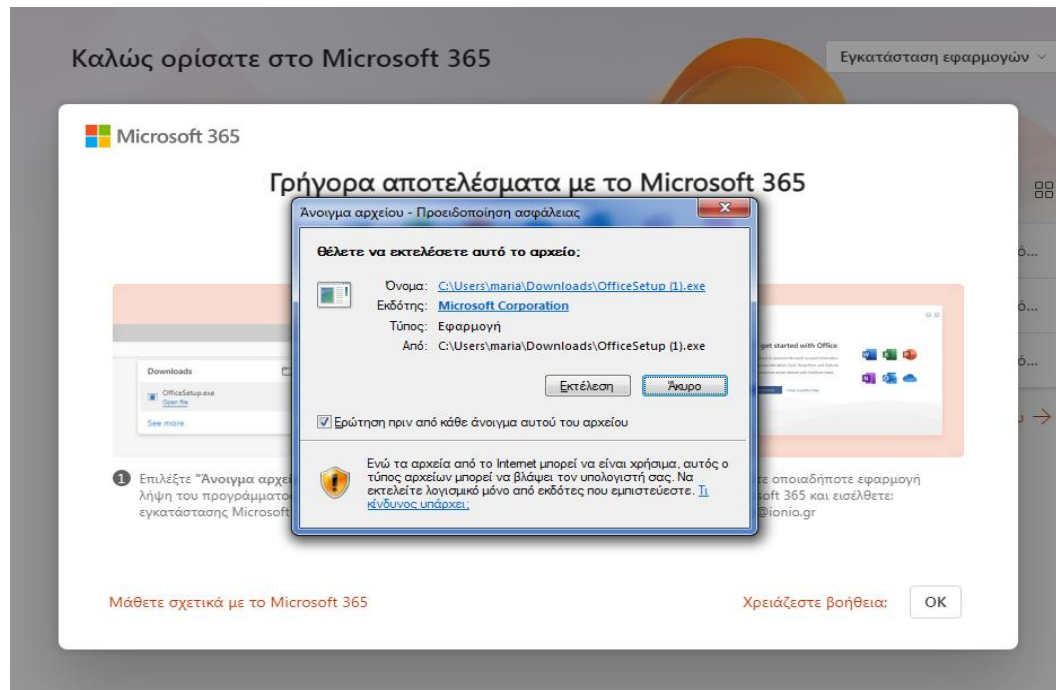 Καλώς ορίσατε στο Microsoft 365
Εγκατάσταση εφαρμογών
Microsoft 365
Γρήγορα αποτελέσματα με το Microsoft 365
Άνοιγμα αρχείου - Προειδοποίηση ασφάλειας
Θέλετε να εκτελέσετε αυτό το αρχείο;
Όνομα: C:\Users\maria\Downloads\OfficeSetup (1).exe
Εκδότης: Microsoft Corporation
Τύπος: Εφαρμογή
Από: C:\Users\maria\Downloads\OfficeSetup (1).exe
Εκτέλεση Άκυρο
Ερώτηση πριν από κάθε άνοιγμα αυτού του αρχείου
Ενώ τα αρχεία από το Internet μπορεί να είναι χρήσιμα, αυτός ο
τύπος αρχείων μπορεί να βλάψει τον υπολογιστή σας. Να
εκτελείτε λογισμικό μόνο από εκδότες που εμπιστεύεστε. Τι
κίνδυνος υπάρχει;
Downloads
OfficeSetup.exe
Open file
See more
get started with Office
1 Επιλέξτε "Άνοιγμα αρχεί
λήψη του προγράμματο
εγκατάστασης Microsoft
τε οποιαδήποτε εφαρμογή
soft 365 και εισέλθετε:
@ionio.gr
Μάθετε σχετικά με το Microsoft 365
Χρειάζεστε βοήθεια;
OK